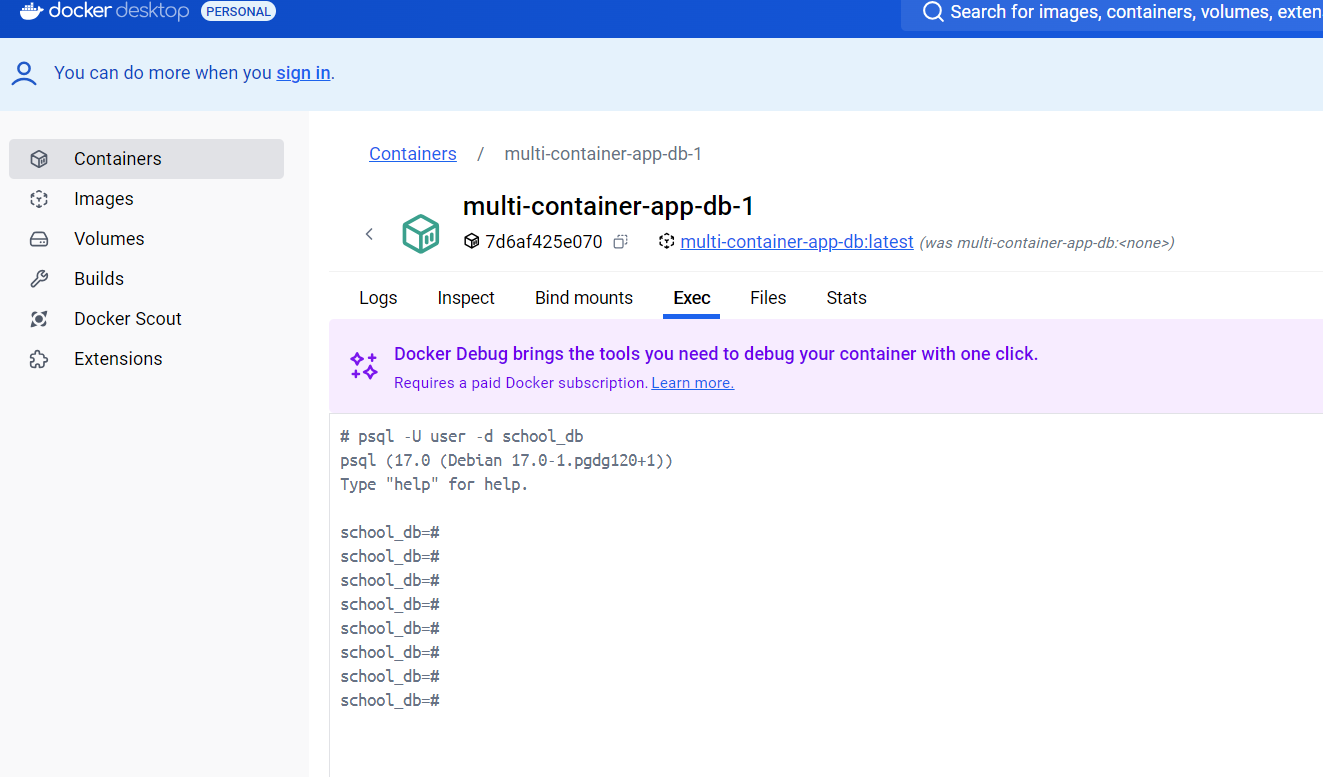 docker desktop PERSONAL
Search for images, containers, volumes, exten
You can do more when you sign in.
Containers
Images
Volumes
Builds
Docker Scout
Extensions
Containers / multi-container-app-db-1
multi-container-app-db-1
7d6af425e070 multi-container-app-db:latest (was multi-container-app-db:<none>)
Logs Inspect Bind mounts Exec Files Stats
Docker Debug brings the tools you need to debug your container with one click.
Requires a paid Docker subscription. Learn more.
# psql -U user -d school_db
psql (17.0 (Debian 17.0-1.pgdg120+1))
Type "help" for help.
school_db=#
school_db=#
school_db=#
school_db=#
school_db=#
school_db=#
school_db=#
school_db=#